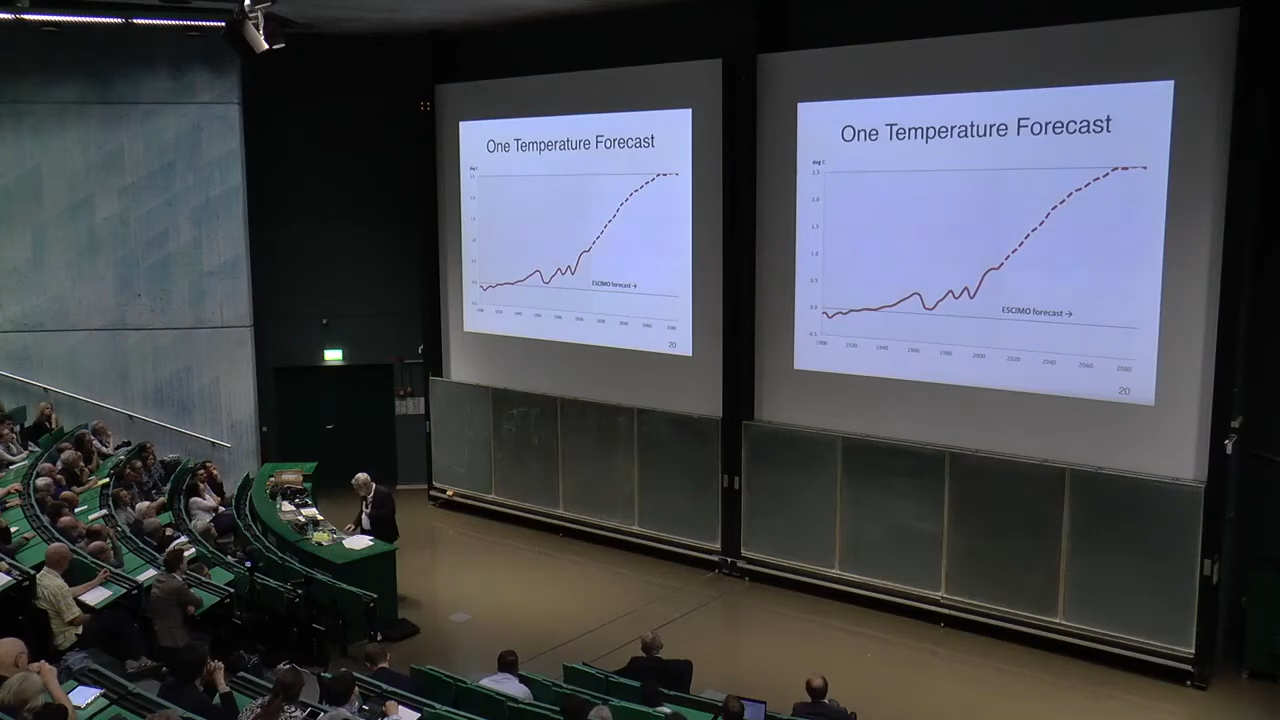 One Temperature Forecast
deg C
ESCIMO forecast →
20
One Temperature Forecast
deg C
2.5
2.0
1.5
1.0
0.5
0.0
-0.5
ESCIMO forecast →
1900 1920 1940 1960 1980 2000 2020 2040 2060 2080
20